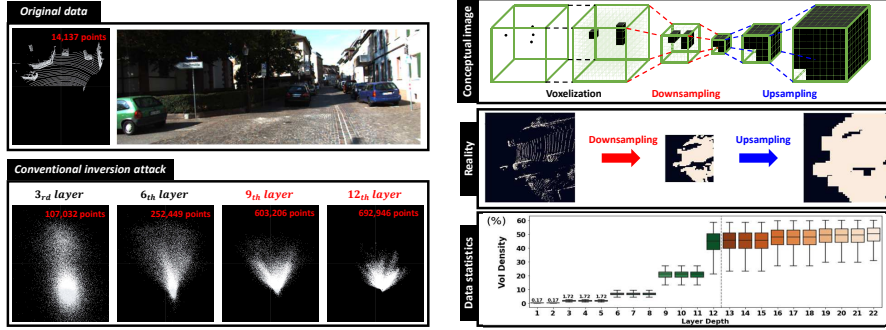 Original data
14,137 points
Conventional inversion attack
3rd layer
6th layer
9th layer
12th layer
107,032 points
252,449 points
603,206 points
692,946 points
Conceptual image
Voxelization
Downsampling
Upsampling
Reality
Downsampling
Upsampling
Data statistics
(%)
Vol Density
60
50
40
30
20
10
0
0.17
0.17
1.72
1.72
1.72
1 2 3 4 5 6 7 8 9 10 11 12 13 14 15 16 17 18 19 20 21 22
Layer Depth